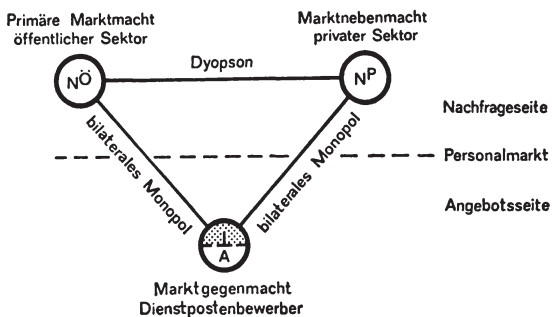 Primäre Marktmacht
öffentlicher Sektor
Marktnebenmacht
privater Sektor
Dyopson
NÖ
NP
Nachfrageseite
bilaterales Monopol
bilaterales Monopol
Personalmarkt
Angebotsseite
A
Marktgegenmacht
Dienstpostenbewerber